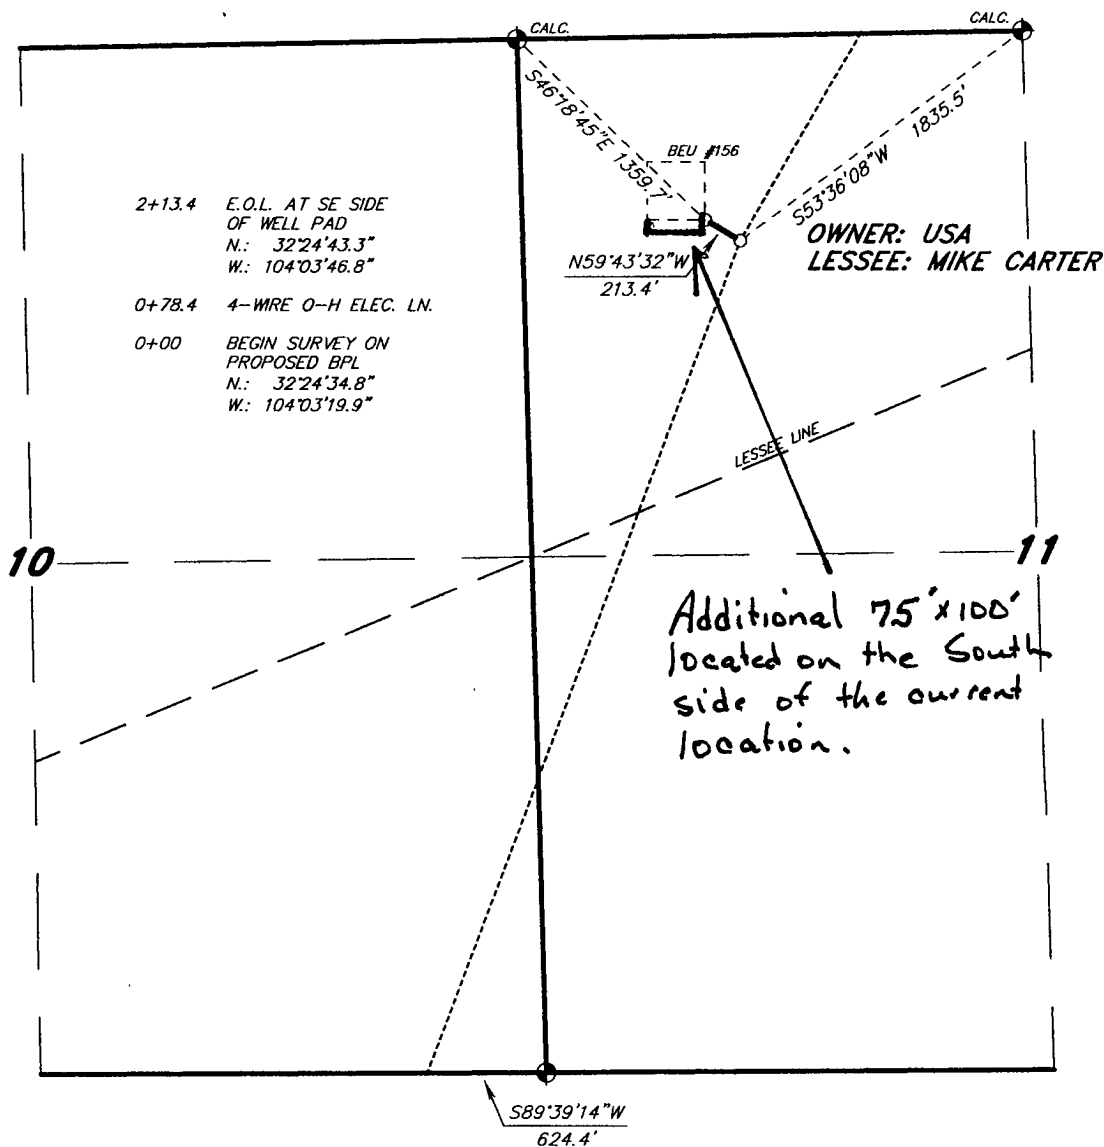 CALC.
CALC.
S46°18'45"E 1359.7'
1835.5'
S53°36'08"W
BEU #156
2+13.4 E.O.L. AT SE SIDE
OF WELL PAD
N.: 32°24'43.3"
W.: 104°03'46.8"
OWNER: USA
LESSEE: MIKE CARTER
N59°43'32"W
213.4'
0+78.4 4-WIRE O-H ELEC. LN.
0+00 BEGIN SURVEY ON
PROPOSED BPL
N.: 32°24'34.8"
W.: 104°03'19.9"
LESSEE LINE
10
11
Additional 75'x100'
located on the South
side of the current
location.
S89°39'14"W
624.4'